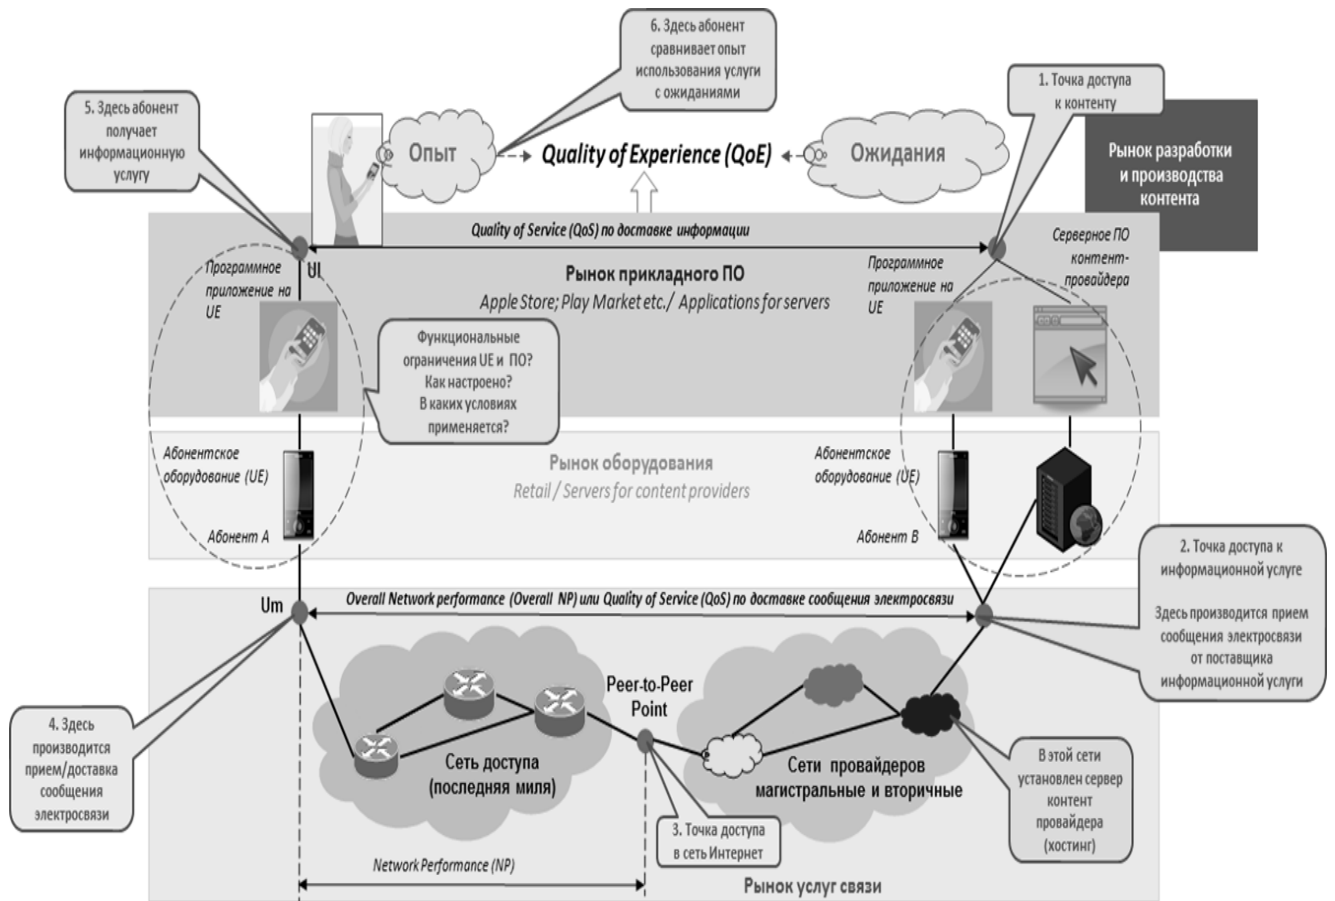 6. Здесь абонент
сравнивает опыт
использования услуги
с ожиданиями
1. Точка доступа
к контенту
5. Здесь абонент
получает
информационную
услугу
Опыт
Quality of Experience (QoE)
Ожидания
Рынок разработки
и производства
контента
Quality of Service (QoS) по доставке информации
UI
Программное
приложение на
UE
Рынок прикладного ПО
Apple Store; Play Market etc./ Applications for servers
Программное
приложение на
UE
Серверное ПО
контент-
провайдера
Функциональные
ограничения UE и ПО?
Как настроено?
В каких условиях
применяется?
Абонентское
оборудование (UE)
Абонент А
Рынок оборудования
Retail / Servers for content providers
Абонентское
оборудование (UE)
Абонент В
2. Точка доступа к
информационной услуге
Здесь производится прием
сообщения электросвязи
от поставщика
информационной услуги
Um
Overall Network performance (Overall NP) или Quality of Service (QoS) по доставке сообщения электросвязи
Peer-to-Peer
Point
4. Здесь
производится
прием/доставка
сообщения
электросвязи
Сеть доступа
(последняя миля)
Сети провайдеров
магистральные и вторичные
В этой сети
установлен сервер
контент
провайдера
(хостинг)
3. Точка доступа
в сеть Интернет
Network Performance (NP)
Рынок услуг связи